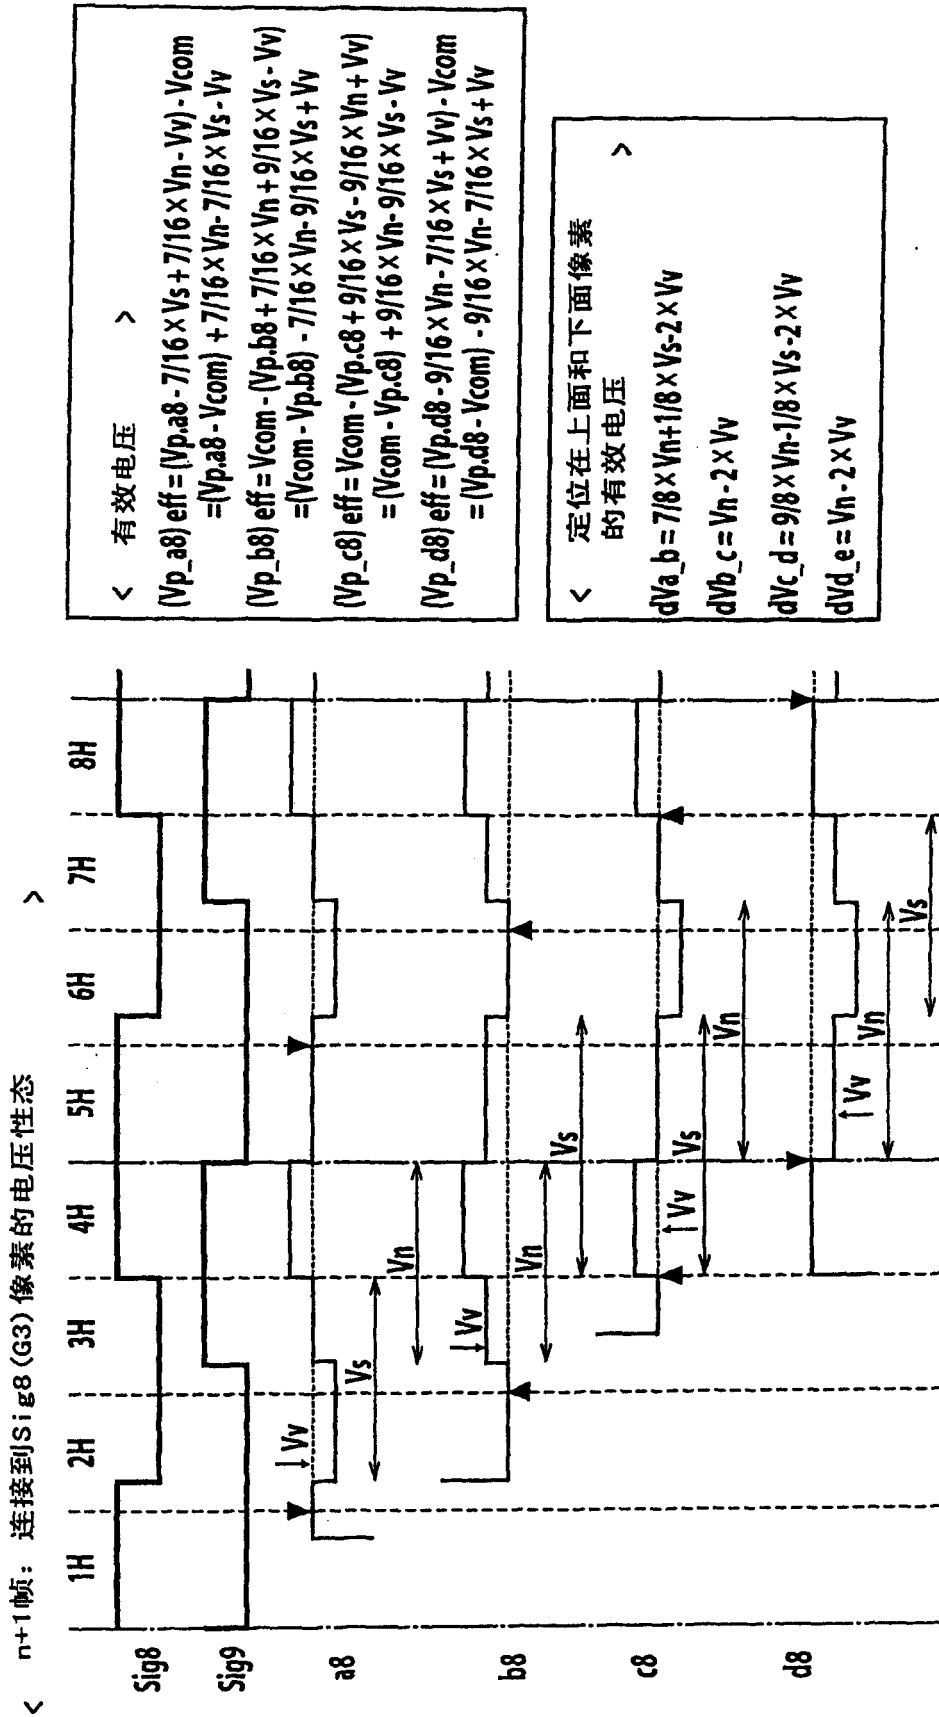 < n+1帧: 连接到Sig8(G3)像素的电压性态 >
1H 2H 3H 4H 5H 6H 7H 8H
Sig8
Sig9
a8
Vv
Vs
Vn
b8
Vv
Vn
Vs
c8
Vv
Vs
Vn
d8
Vv
Vn
Vs
< 有效电压 >
(Vp_a8) eff = (Vp.a8 - 7/16×Vs + 7/16×Vn - Vv) - Vcom
=(Vp.a8 - Vcom) + 7/16×Vn- 7/16×Vs - Vv
(Vp_b8) eff = Vcom - (Vp.b8 + 7/16×Vn + 9/16×Vs - Vv)
=(Vcom - Vp.b8) - 7/16×Vn- 9/16×Vs + Vv
(Vp_c8) eff = Vcom - (Vp.c8 + 9/16×Vs - 9/16×Vn + Vv)
= (Vcom - Vp.c8) + 9/16×Vn- 9/16×Vs - Vv
(Vp_d8) eff = (Vp.d8 - 9/16×Vn - 7/16×Vs + Vv) - Vcom
= (Vp.d8 - Vcom) - 9/16×Vn- 7/16×Vs + Vv
< 定位在上面和下面像素 >
的有效电压
dVa_b = 7/8×Vn+1/8×Vs-2×Vv
dVb_c = Vn - 2×Vv
dVc_d = 9/8×Vn-1/8×Vs-2×Vv
dVd_e = Vn - 2×Vv